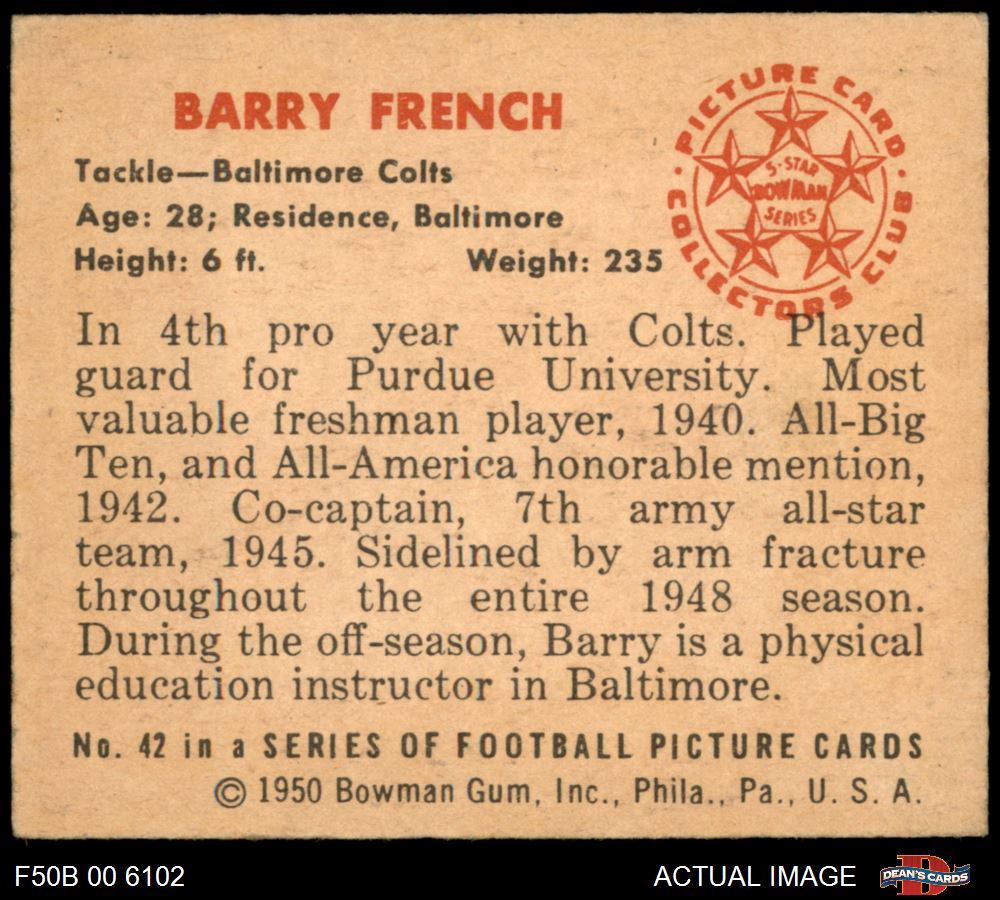 BARRY FRENCH
Tackle—Baltimore Colts
Age: 28; Residence, Baltimore
Height: 6 ft. Weight: 235
PICTURE CARD
COLLECTORS CLUB
5-STAR
BOWMAN
SERIES
In 4th pro year with Colts. Played
guard for Purdue University. Most
valuable freshman player, 1940. All-Big
Ten, and All-America honorable mention,
1942. Co-captain, 7th army all-star
team, 1945. Sidelined by arm fracture
throughout the entire 1948 season.
During the off-season, Barry is a physical
education instructor in Baltimore.
No. 42 in a SERIES OF FOOTBALL PICTURE CARDS
© 1950 Bowman Gum, Inc., Phila., Pa., U. S. A.
F50B 00 6102 ACTUAL IMAGE D DEAN'S CARDS